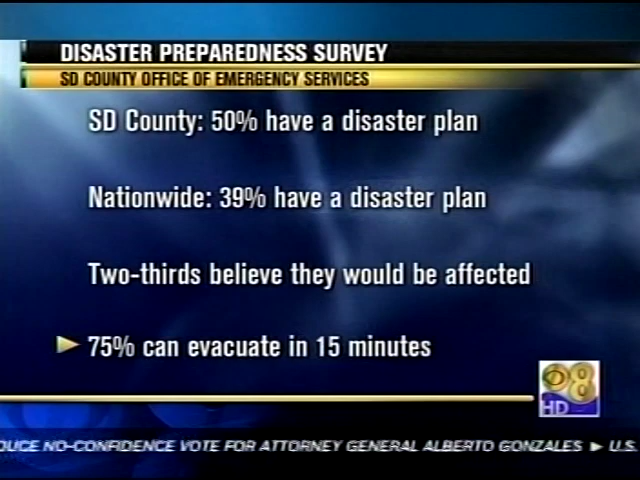 DISASTER PREPAREDNESS SURVEY
SD COUNTY OFFICE OF EMERGENCY SERVICES
SD County: 50% have a disaster plan
Nationwide: 39% have a disaster plan
Two-thirds believe they would be affected
75% can evacuate in 15 minutes
8
HD
DUCE NO-CONFIDENCE VOTE FOR ATTORNEY GENERAL ALBERTO GONZALES ► U.S.